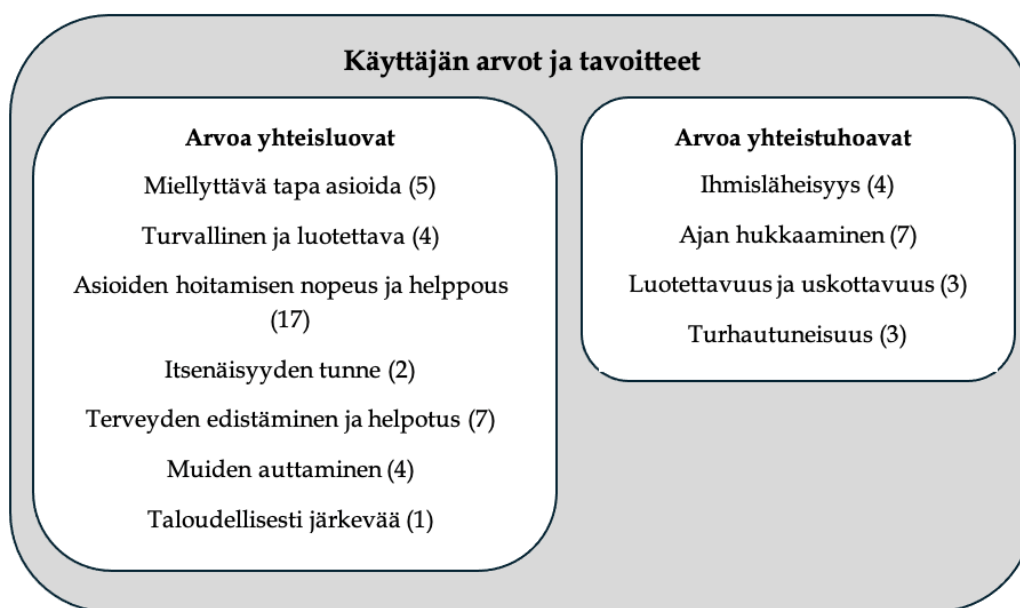 Käyttäjän arvot ja tavoitteet
Arvoa yhteisluovat
Miellyttävä tapa asioida (5)
Turvallinen ja luotettava (4)
Asioiden hoitamisen nopeus ja helppous
(17)
Itsenäisyyden tunne (2)
Terveyden edistäminen ja helpotus (7)
Muiden auttaminen (4)
Taloudellisesti järkevää (1)
Arvoa yhteistuhoavat
Ihmisläheisyys (4)
Ajan hukkaaminen (7)
Luotettavuus ja uskottavuus (3)
Turhautuneisuus (3)